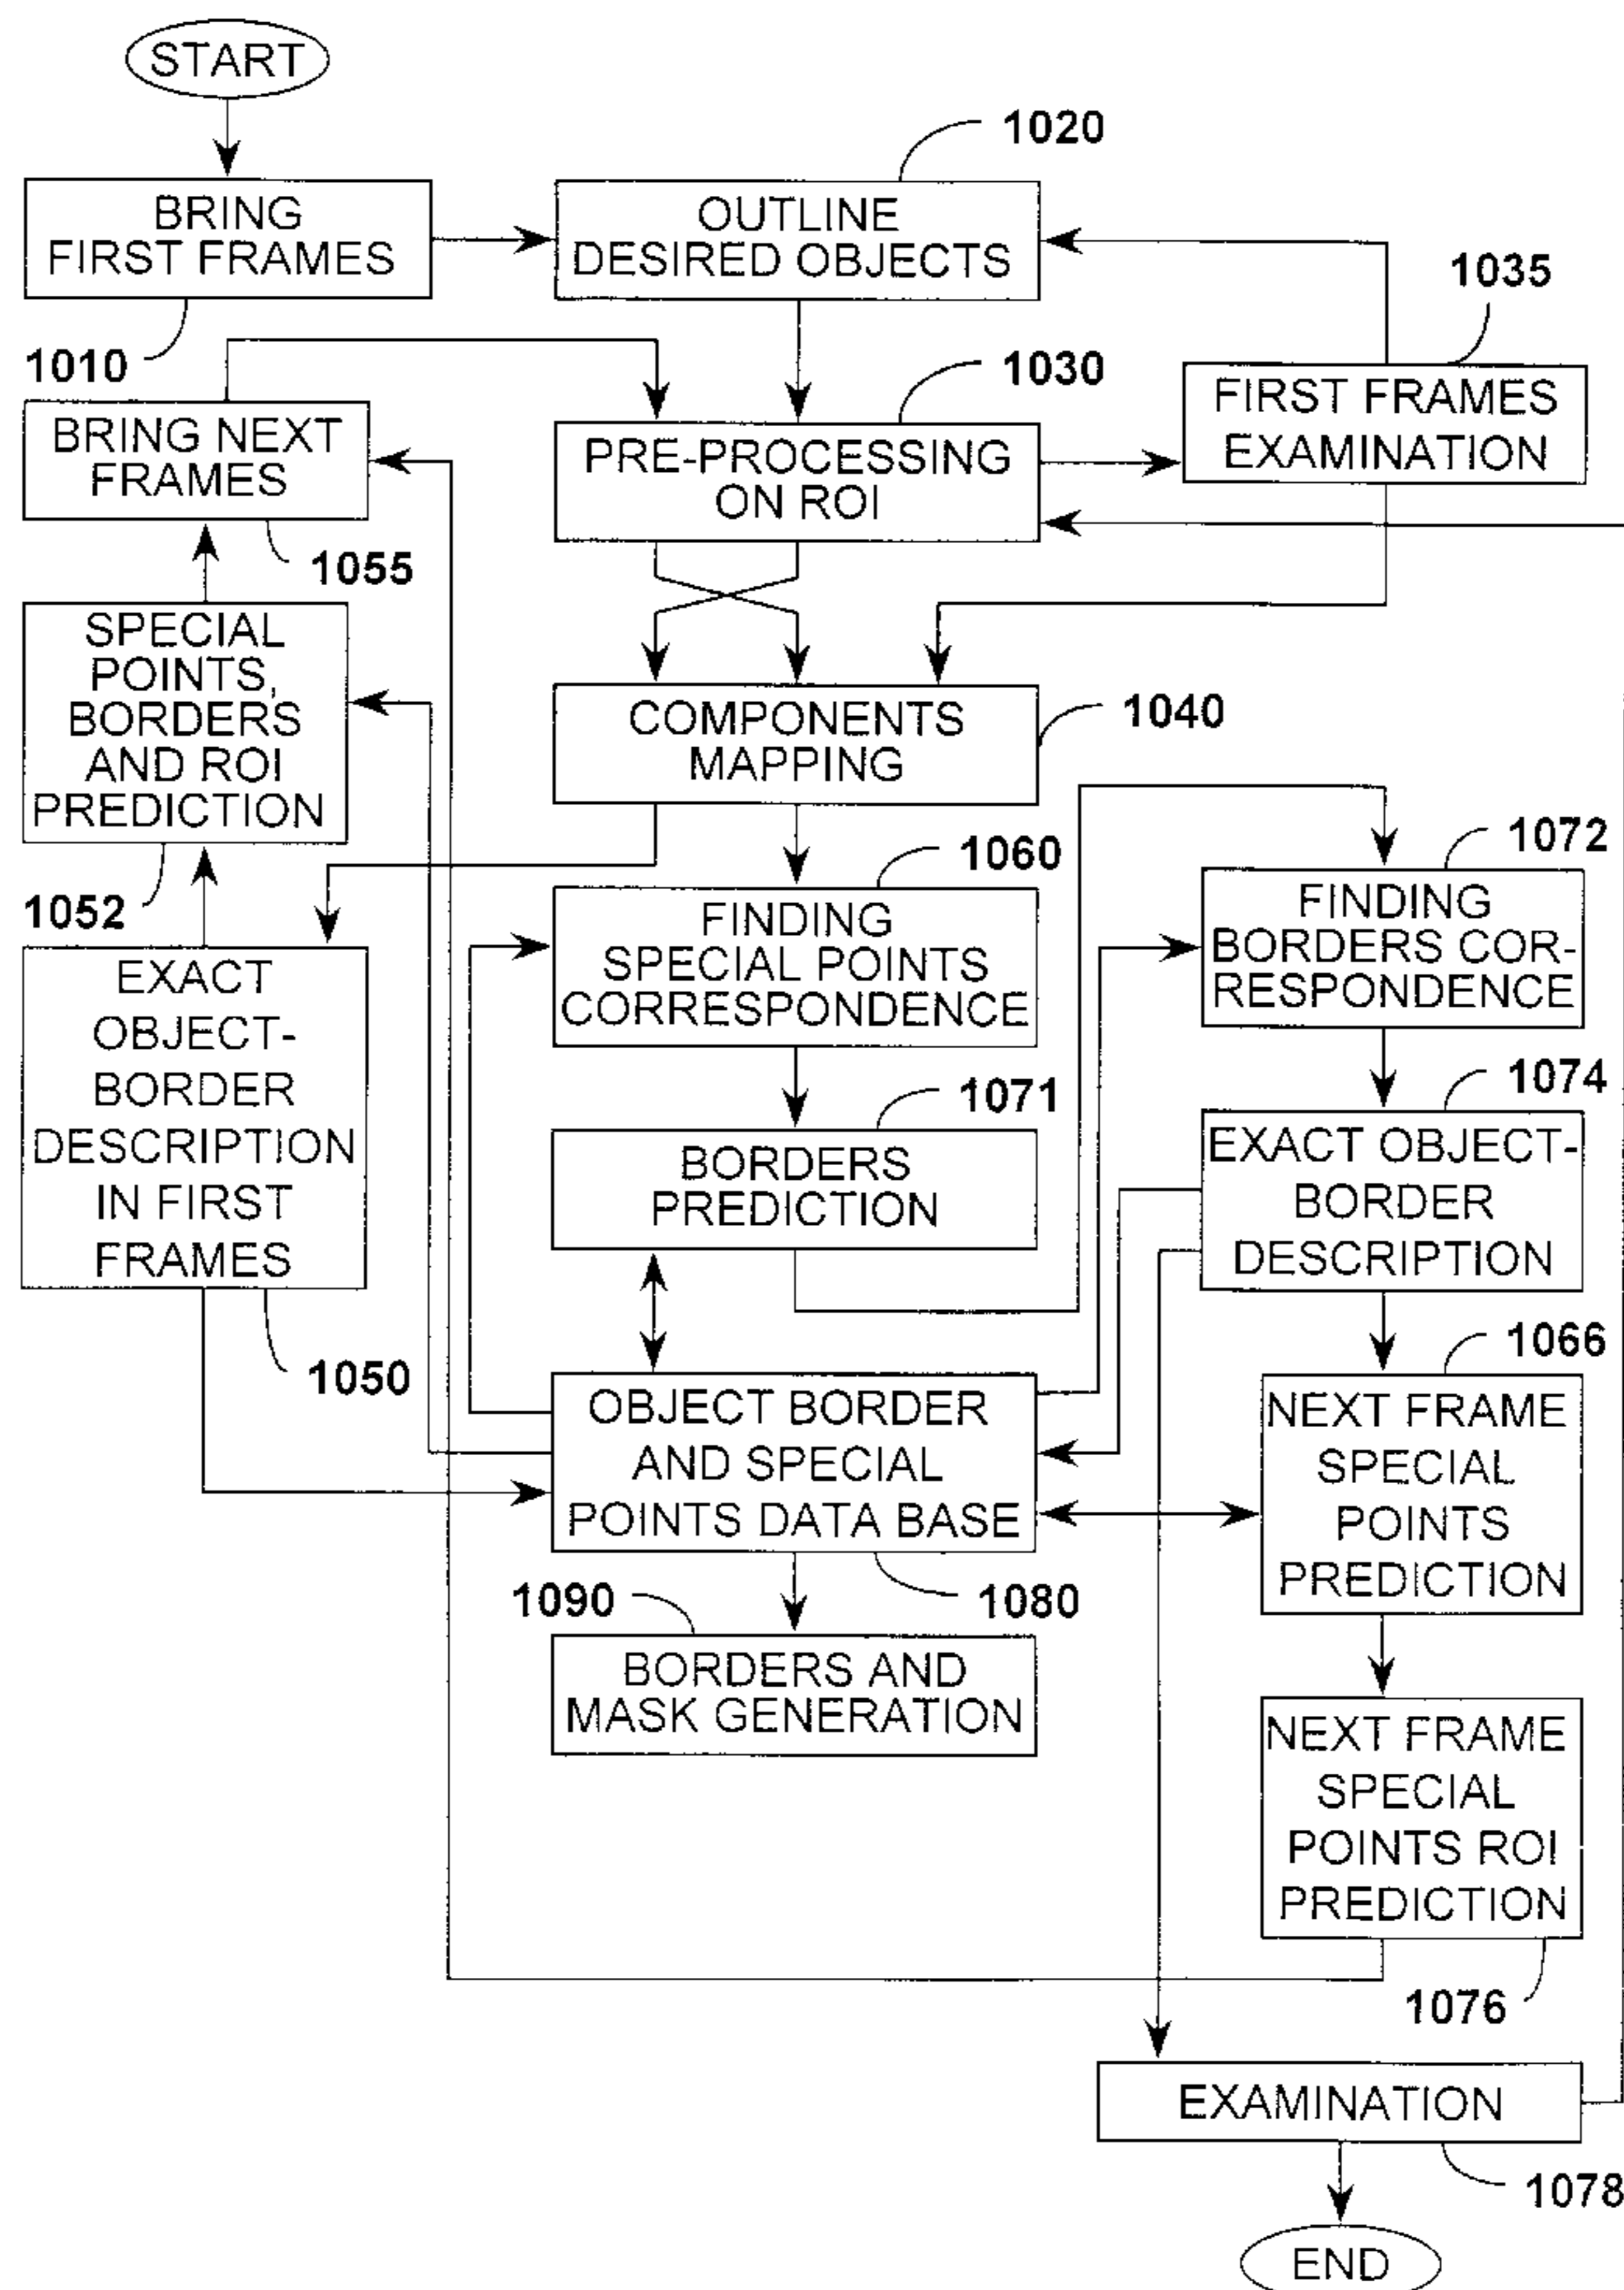 START
1020
BRING
FIRST FRAMES
OUTLINE
DESIRED OBJECTS
1035
1010
1030
BRING NEXT
FRAMES
PRE-PROCESSING
ON ROI
FIRST FRAMES
EXAMINATION
1055
SPECIAL
POINTS,
BORDERS
AND ROI
PREDICTION
COMPONENTS
MAPPING
1040
1052
1060
1072
EXACT
OBJECT-
BORDER
DESCRIPTION
IN FIRST
FRAMES
FINDING
SPECIAL POINTS
CORRESPONDENCE
FINDING
BORDERS COR-
RESPONDENCE
1071
1074
BORDERS
PREDICTION
EXACT OBJECT-
BORDER
DESCRIPTION
1050
1066
OBJECT BORDER
AND SPECIAL
POINTS DATA BASE
NEXT FRAME
SPECIAL
POINTS
PREDICTION
1090
1080
BORDERS AND
MASK GENERATION
NEXT FRAME
SPECIAL
POINTS ROI
PREDICTION
1076
EXAMINATION
1078
END